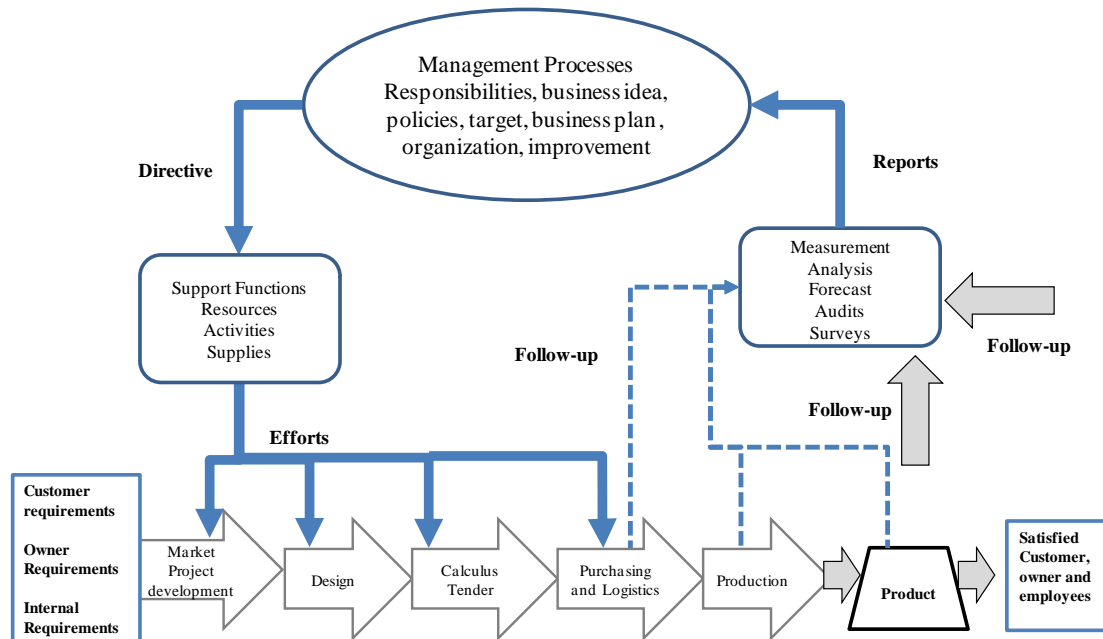 Management Processes
Responsibilities, business idea,
policies, target, business plan ,
organization, improvement
Directive
Reports
Support Functions
Resources
Activities
Supplies
Measurement
Analysis
Forecast
Audits
Surveys
Follow-up
Follow-up
Follow-up
Efforts
Customer
requirements
Owner
Requirements
Internal
Requirements
Market
Project
development
Design
Calculus
Tender
Purchasing
and Logistics
Production
Product
Satisfied
Customer,
owner and
employees